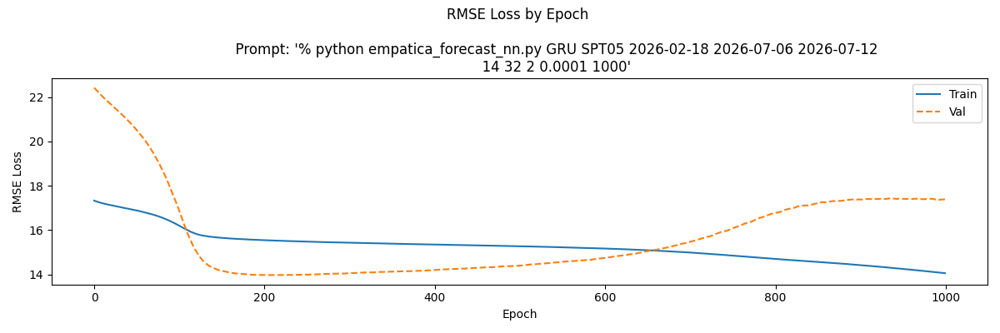 RMSE Loss by Epoch
Prompt: '% python empatica_forecast_nn.py GRU SPT05 2026-02-18 2026-07-06 2026-07-12
14 32 2 0.0001 1000'
Train
Val
22
20
18
16
14
RMSE Loss
0 200 400 600 800 1000
Epoch